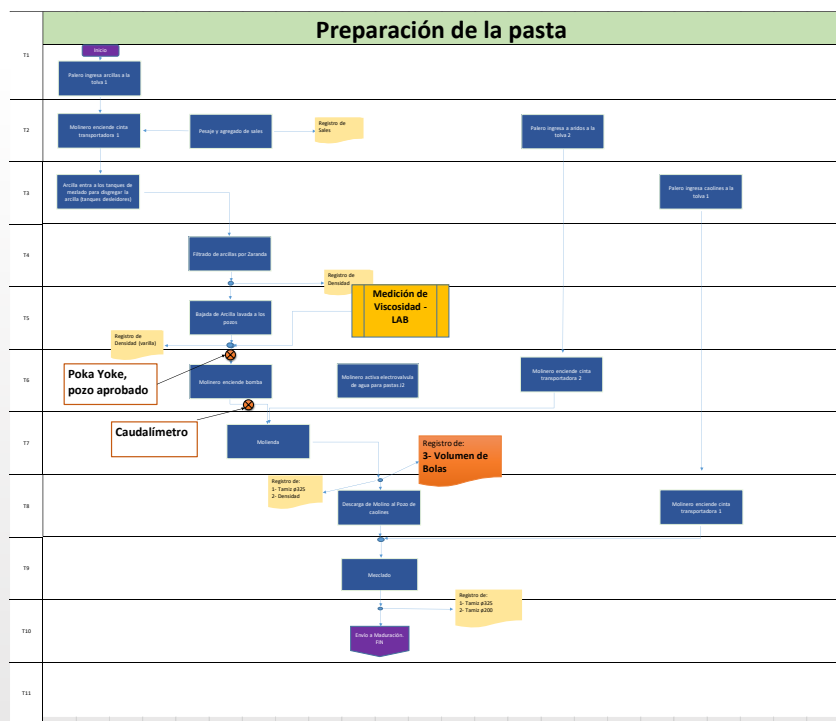 Preparación de la pasta
T1
Inicio
Palero ingresa arcillas a la
tolva 1
T2
Molinero enciende cinta
transportadora 1
Pesaje y agregado de sales
Registro de
Sales
Palero ingresa a aridos a la
tolva 2
T3
Arcilla entra a los tanques de
mezlado para disgregar la
arcilla (tanques desleidores)
Palero ingresa caolines a la
tolva 1
T4
Filtrado de arcillas por Zaranda
Registro de
Densidad
T5
Bajada de Arcilla lavada a los
pozos
Medición de
Viscosidad -
LAB
Registro de
Densidad (varilla)
T6
Poka Yoke,
pozo aprobado
Molinero enciende bomba
Molinero activa electrovalvula
de agua para pastas J2
Molinero enciende cinta
transportadora 2
T7
Caudalímetro
Molienda
Registro de:
3- Volumen de
Bolas
T8
Registro de:
1- Tamiz #325
2- Densidad
Descarga de Molino al Pozo de
caolines
Molinero enciende cinta
transportadora 1
T9
Mezclado
T10
Registro de:
1- Tamiz #325
2- Tamiz #200
Envío a Maduración.
FIN
T11